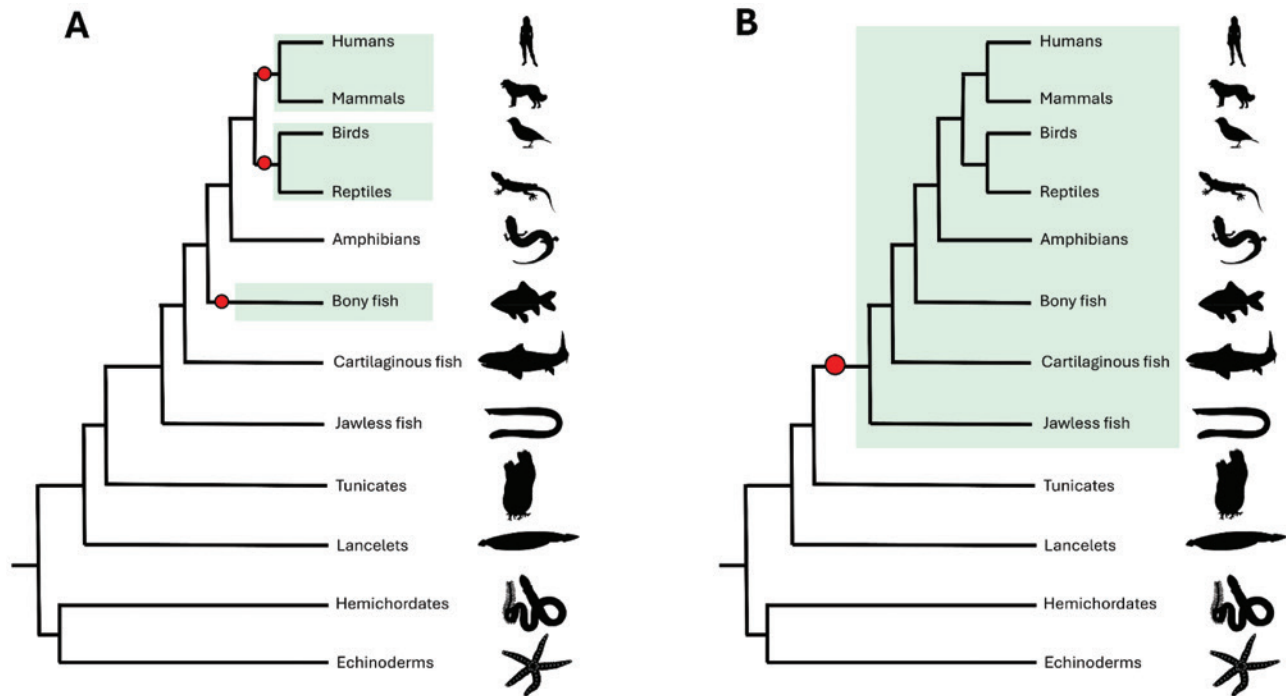 A
Humans
Mammals
Birds
Reptiles
Amphibians
Bony fish
Cartilaginous fish
Jawless fish
Tunicates
Lancelets
Hemichordates
Echinoderms
B
Humans
Mammals
Birds
Reptiles
Amphibians
Bony fish
Cartilaginous fish
Jawless fish
Tunicates
Lancelets
Hemichordates
Echinoderms